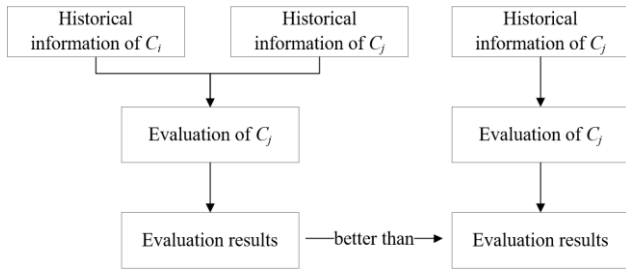 Historical
information of Ci
Historical
information of Cj
Historical
information of Cj
Evaluation of Cj
Evaluation of Cj
Evaluation results
better than
Evaluation results